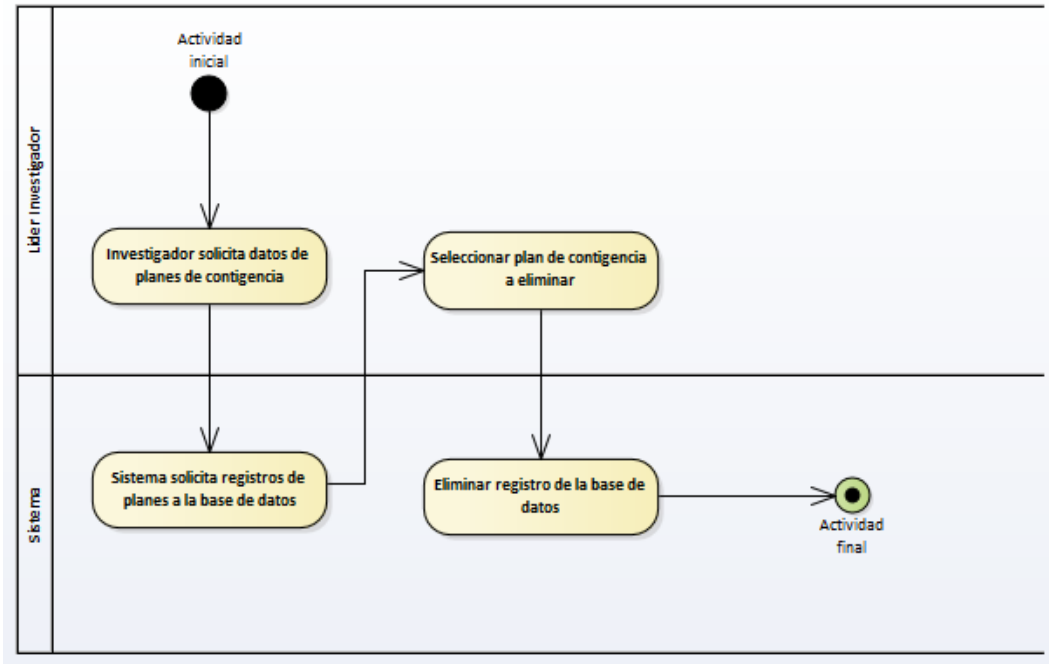 Lider Investigador
Actividad
inicial
Investigador solicita datos de
planes de contigencia
Seleccionar plan de contigencia
a eliminar
Sistema
Sistema solicita registros de
planes a la base de datos
Eliminar registro de la base de
datos
Actividad
final